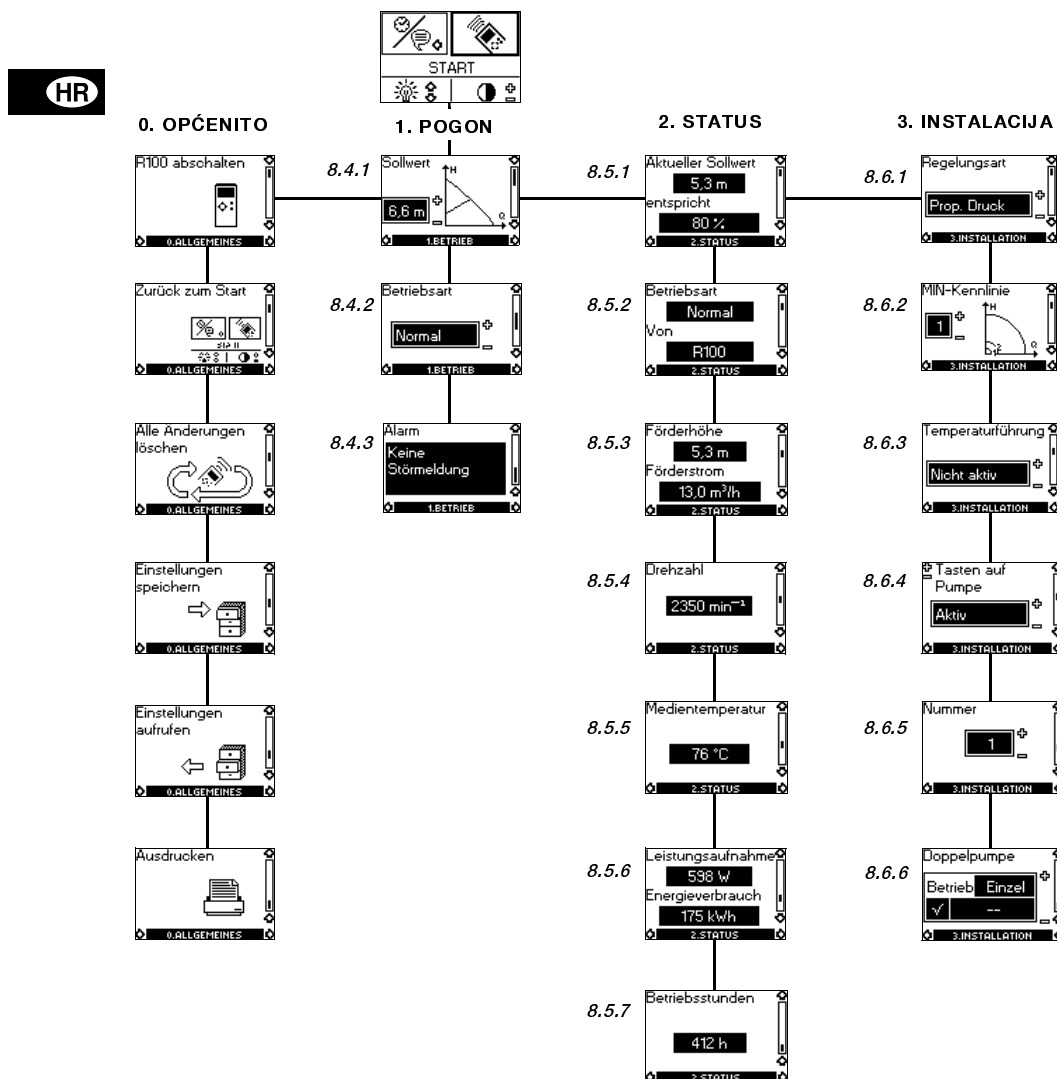 START
HR
0. OPĆENITO
1. POGON
2. STATUS
3. INSTALACIJA
R100 abschalten
0.ALLGEMEINES
Zurück zum Start
START
0.ALLGEMEINES
Alle Änderungen
löschen
0.ALLGEMEINES
Einstellungen
speichern
0.ALLGEMEINES
Einstellungen
aufrufen
0.ALLGEMEINES
Ausdrucken
0.ALLGEMEINES
8.4.1
Sollwert
H
6,6 m
Q
1.BETRIEB
8.4.2
Betriebsart
Normal
1.BETRIEB
8.4.3
Alarm
Keine
Störmeldung
1.BETRIEB
8.5.1
Aktueller Sollwert
5,3 m
entspricht
80 %
2.STATUS
8.5.2
Betriebsart
Normal
Von
R100
2.STATUS
8.5.3
Förderhöhe
5,3 m
Förderstrom
13,0 m³/h
2.STATUS
8.5.4
Drehzahl
2350 min⁻¹
2.STATUS
8.5.5
Medientemperatur
76 °C
2.STATUS
8.5.6
Leistungsaufnahme
598 W
Energieverbrauch
175 kWh
2.STATUS
8.5.7
Betriebsstunden
412 h
2.STATUS
8.6.1
Regelungsart
Prop. Druck
3.INSTALLATION
8.6.2
MIN-Kennlinie
H
1
Q
3.INSTALLATION
8.6.3
Temperaturführung
Nicht aktiv
3.INSTALLATION
8.6.4
Tasten auf
Pumpe
Aktiv
3.INSTALLATION
8.6.5
Nummer
1
3.INSTALLATION
8.6.6
Doppelpumpe
Betrieb Einzel
√ --
3.INSTALLATION